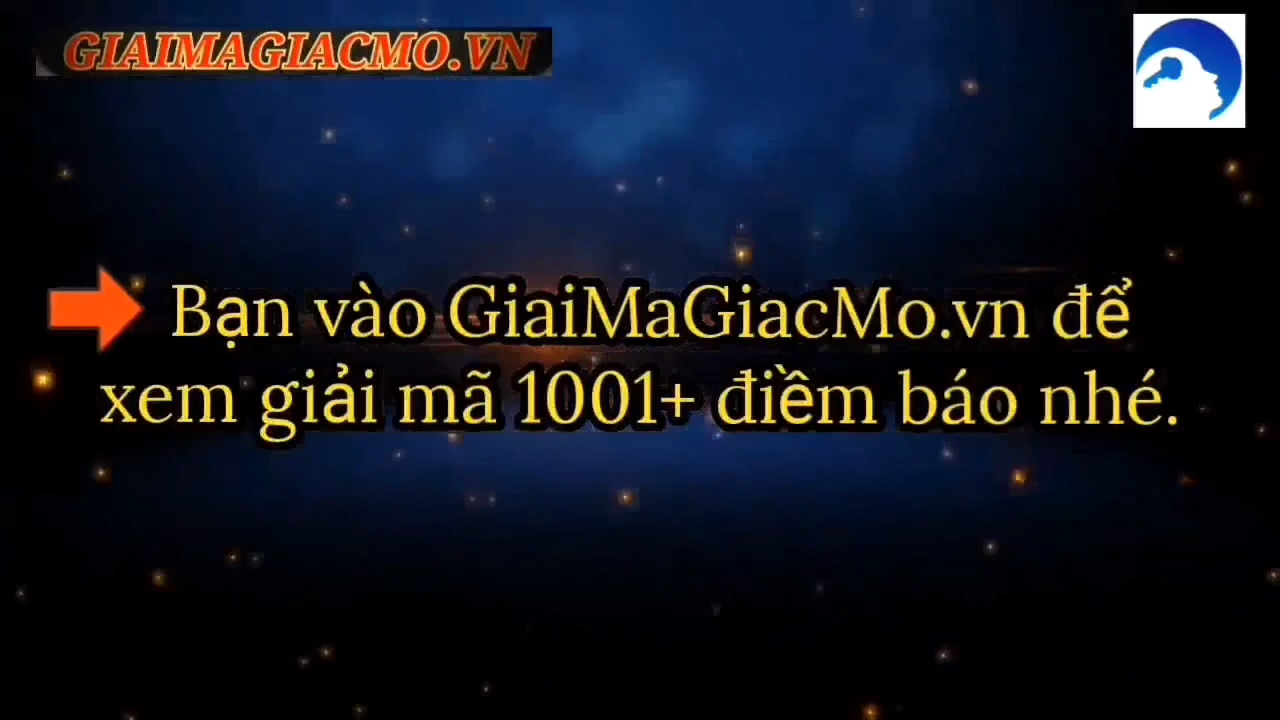 GIAIMAGIACMO.VN
Bạn vào GiaiMaGiacMo.vn để
xem giải mã 1001+ điềm báo nhé.